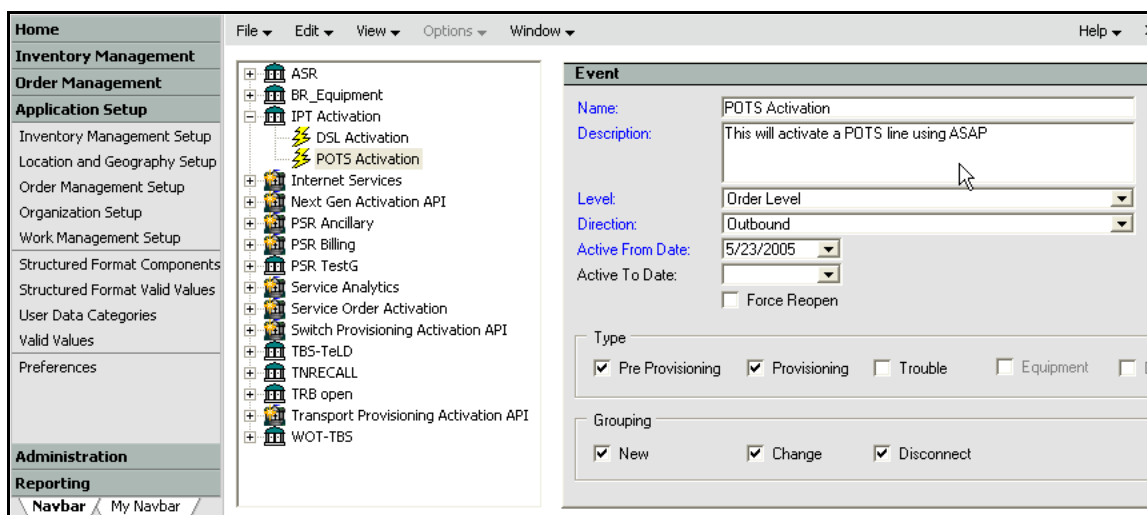 Home
Inventory Management
Order Management
Application Setup
Inventory Management Setup
Location and Geography Setup
Order Management Setup
Organization Setup
Work Management Setup
Structured Format Components
Structured Format Valid Values
User Data Categories
Valid Values
Preferences
Administration
Reporting
Navbar My Navbar
File Edit View Options Window Help
ASR
BR_Equipment
IPT Activation
DSL Activation
POTS Activation
Internet Services
Next Gen Activation API
PSR Ancillary
PSR Billing
PSR TestG
Service Analytics
Service Order Activation
Switch Provisioning Activation API
TBS-TeLD
TNRECALL
TRB open
Transport Provisioning Activation API
WOT-TBS
Event
Name: POTS Activation
Description: This will activate a POTS line using ASAP
Level: Order Level
Direction: Outbound
Active From Date: 5/23/2005
Active To Date:
Force Reopen
Type
Pre Provisioning Provisioning Trouble Equipment
Grouping
New Change Disconnect